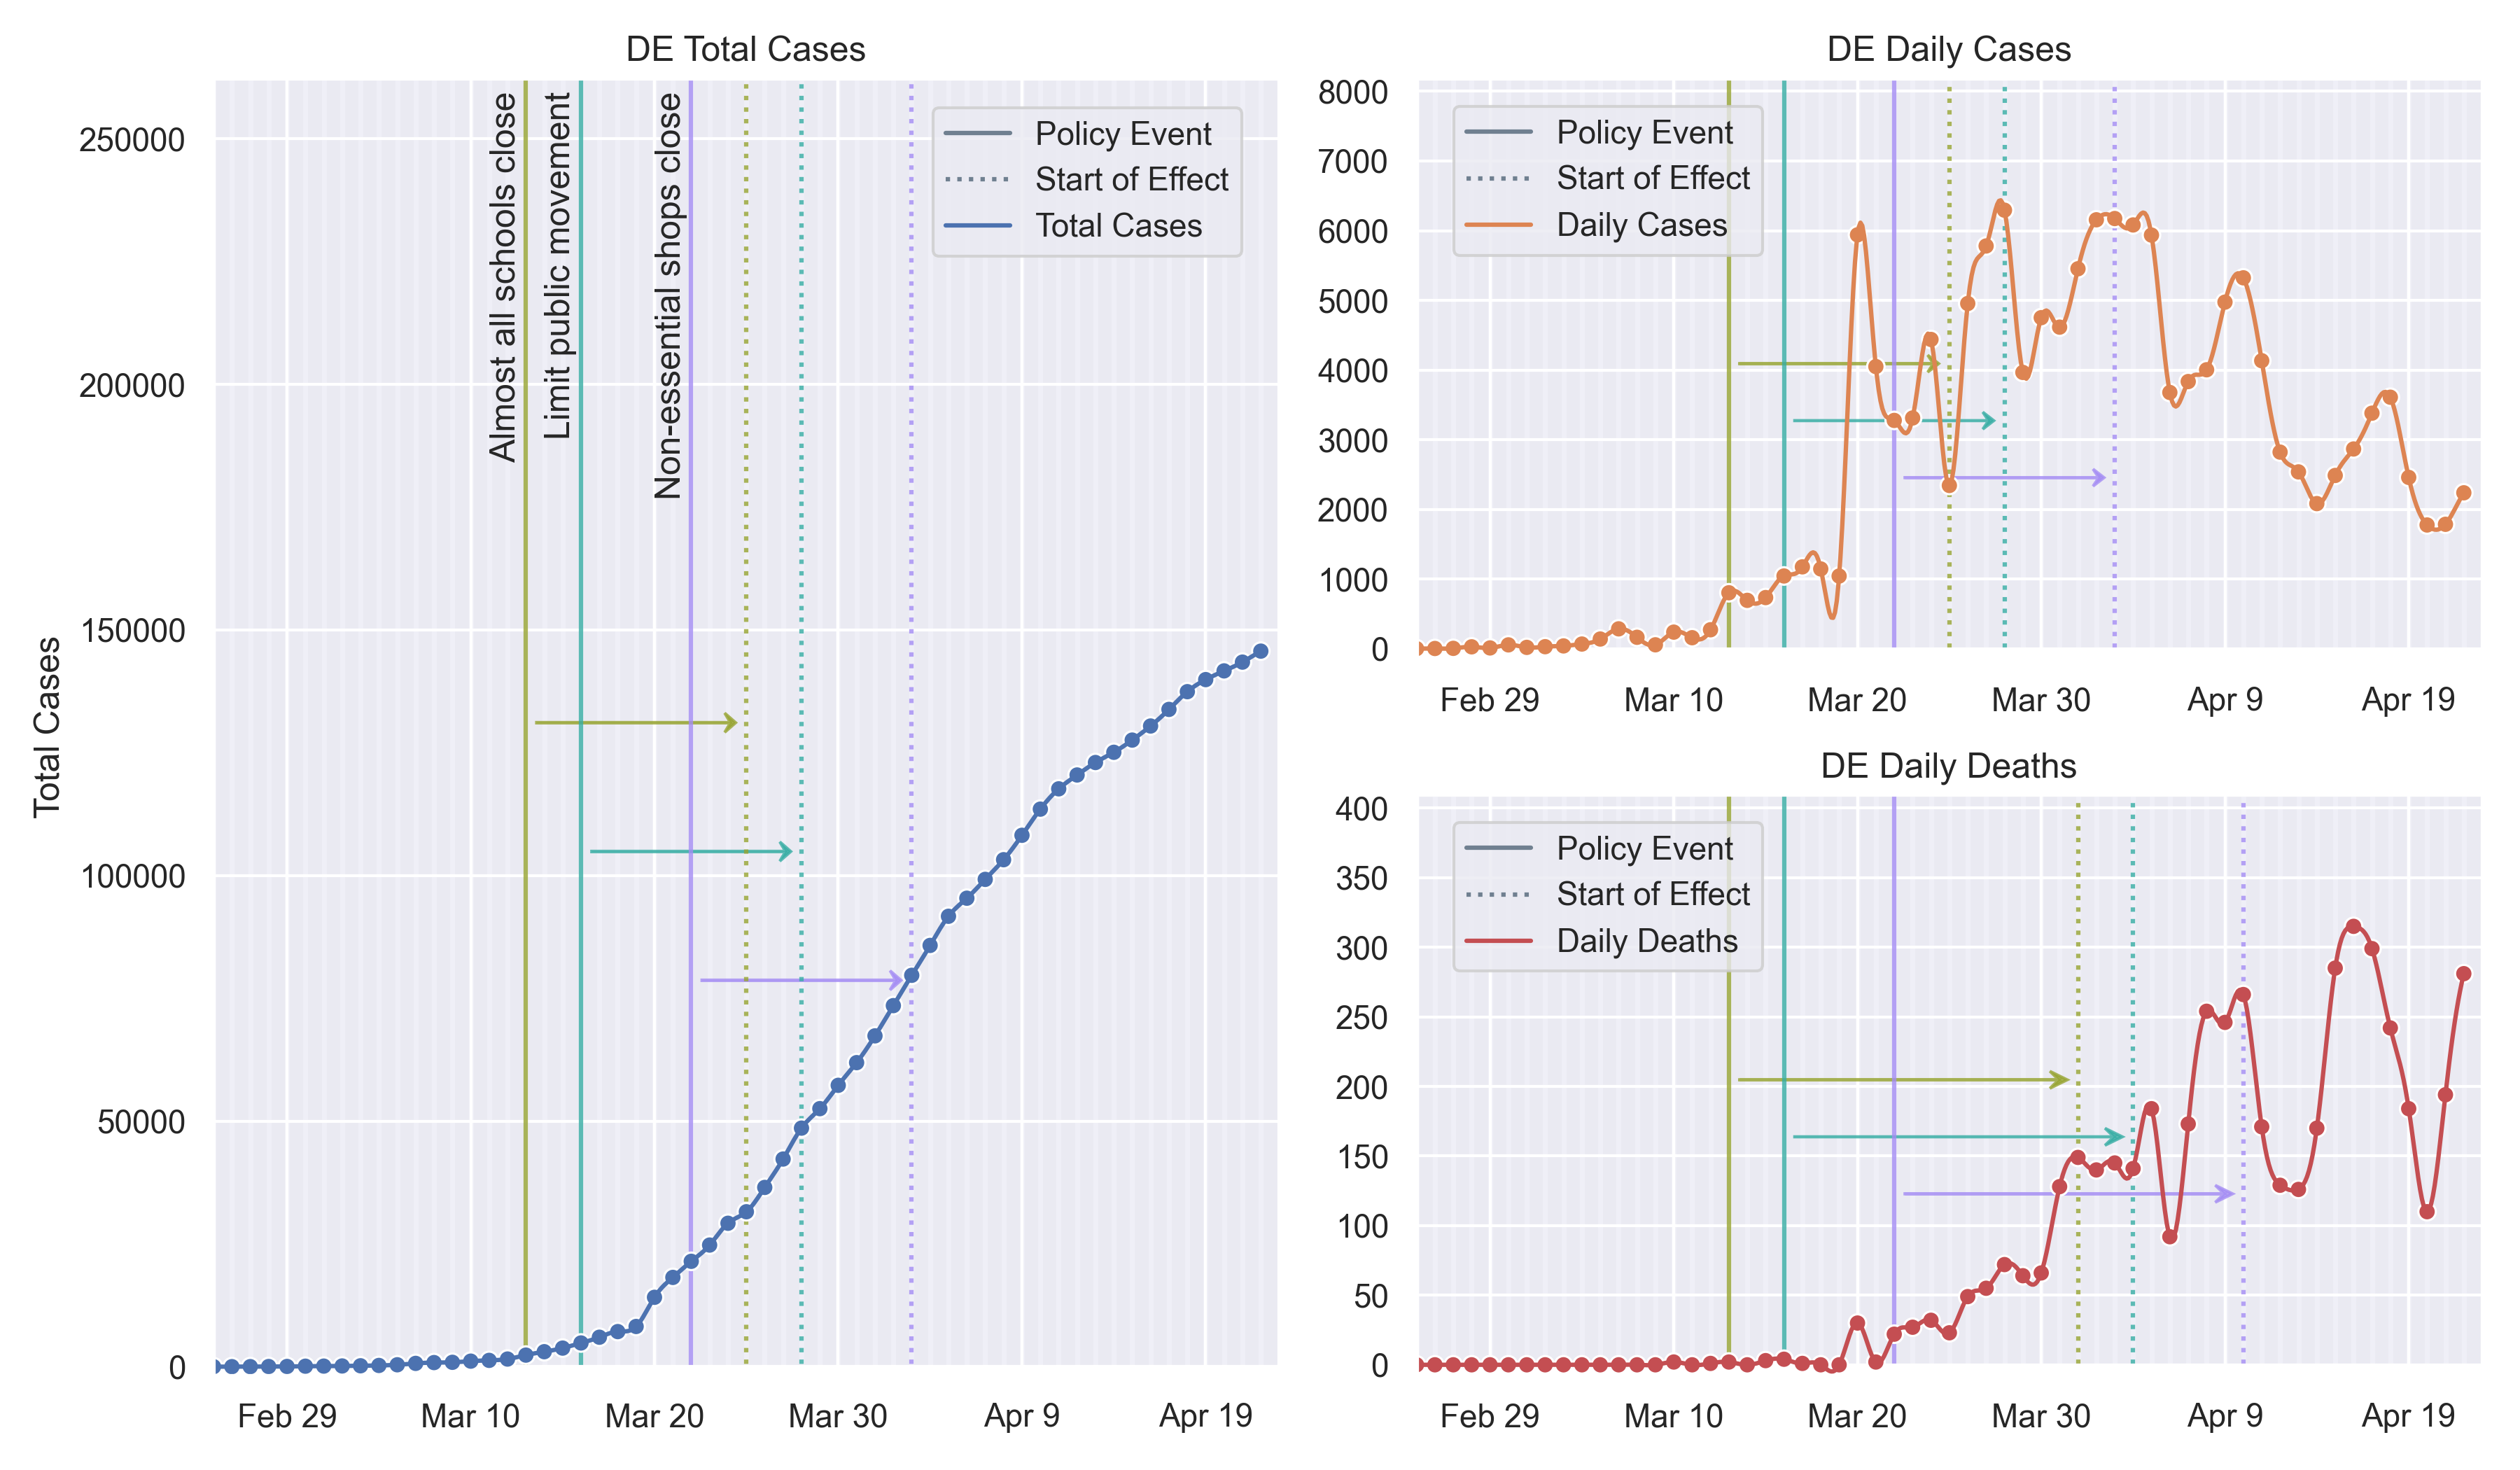 DE Total Cases
Total Cases
250000
200000
150000
100000
50000
0
Feb 29 Mar 10 Mar 20 Mar 30 Apr 9 Apr 19
Almost all schools close
Limit public movement
Non-essential shops close
Policy Event
Start of Effect
Total Cases
DE Daily Cases
8000
7000
6000
5000
4000
3000
2000
1000
0
Feb 29 Mar 10 Mar 20 Mar 30 Apr 9 Apr 19
Policy Event
Start of Effect
Daily Cases
DE Daily Deaths
400
350
300
250
200
150
100
50
0
Feb 29 Mar 10 Mar 20 Mar 30 Apr 9 Apr 19
Policy Event
Start of Effect
Daily Deaths